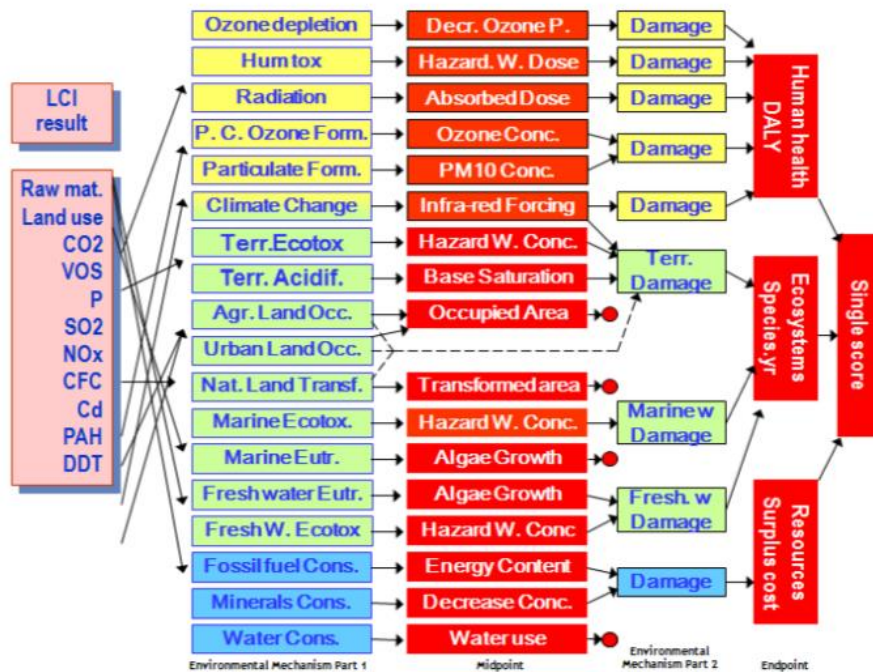 LCI
result
Raw mat.
Land use
CO2
VOS
P
SO2
NOx
CFC
Cd
PAH
DDT
Ozone depletion
Hum tox
Radiation
P. C. Ozone Form.
Particulate Form.
Climate Change
Terr. Ecotox
Terr. Acidif.
Agr. Land Occ.
Urban Land Occ.
Nat. Land Transf.
Marine Ecotox.
Marine Eutr.
Freshwater Eutr.
Fresh W. Ecotox
Fossil fuel Cons.
Minerals Cons.
Water Cons.
Environmental Mechanism Part 1
Decr. Ozone P.
Hazard. W. Dose
Absorbed Dose
Ozone Conc.
PM10 Conc.
Infra-red Forcing
Hazard W. Conc.
Base Saturation
Occupied Area
Transformed area
Hazard W. Conc.
Algae Growth
Algae Growth
Hazard W. Conc
Energy Content
Decrease Conc.
Water use
Midpoint
Damage
Damage
Damage
Damage
Damage
Terr.
Damage
Marine w
Damage
Fresh. w
Damage
Damage
Environmental
Mechanism Part 2
Human health
DALY
Ecosystems
Species.yr
Resources
Surplus cost
Endpoint
Single score